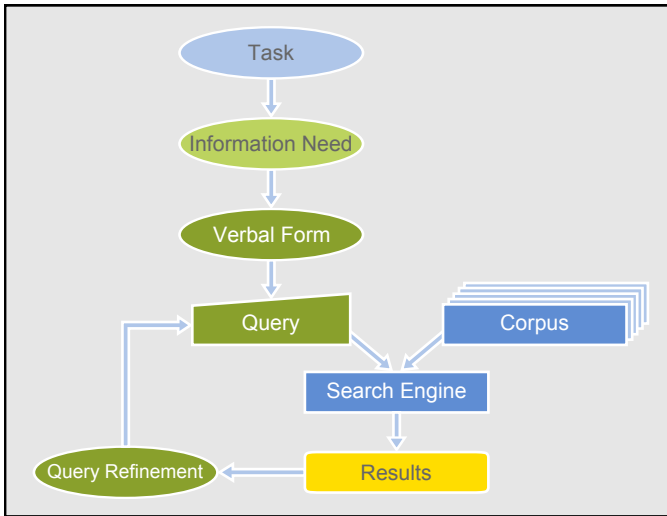 Task
Information Need
Verbal Form
Query
Corpus
Search Engine
Query Refinement
Results